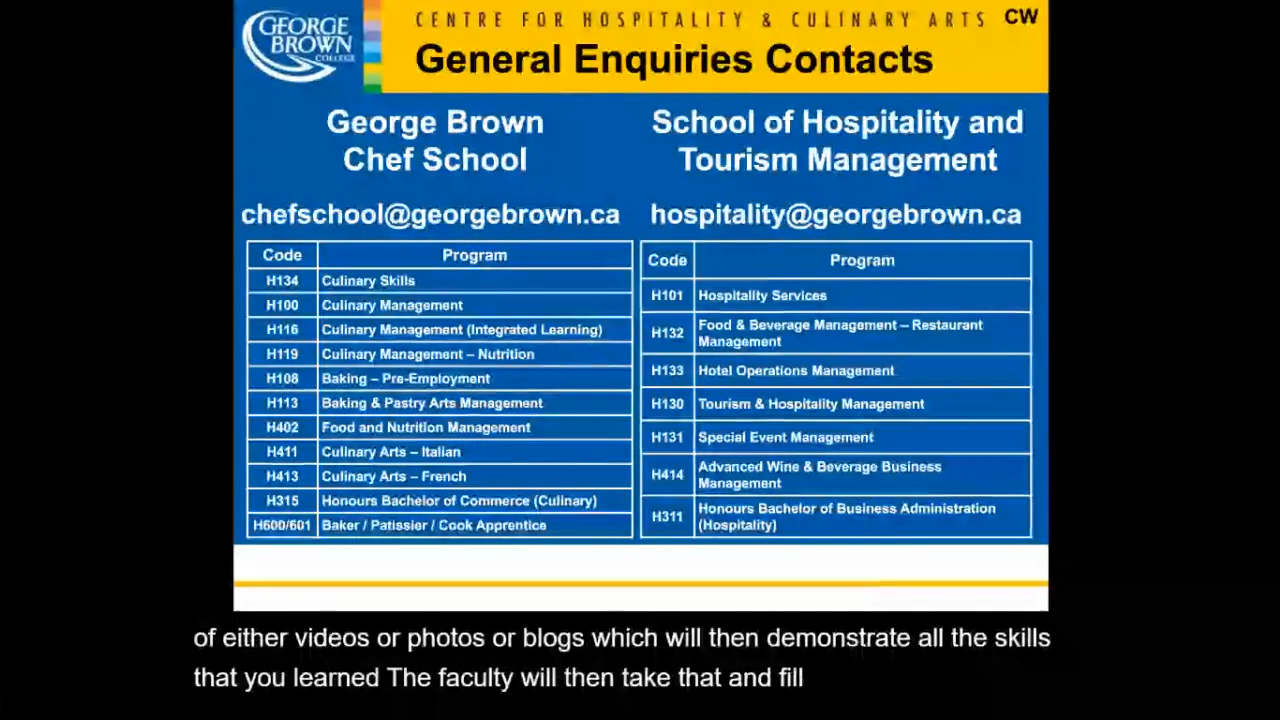 GEORGE
BROWN
COLLEGE
CENTRE FOR HOSPITALITY & CULINARY ARTS
CW
General Enquiries Contacts
George Brown
Chef School
chefschool@georgebrown.ca
Code Program
H134 Culinary Skills
H100 Culinary Management
H116 Culinary Management (Integrated Learning)
H119 Culinary Management – Nutrition
H108 Baking – Pre-Employment
H113 Baking & Pastry Arts Management
H402 Food and Nutrition Management
H411 Culinary Arts – Italian
H413 Culinary Arts – French
H315 Honours Bachelor of Commerce (Culinary)
H600/601 Baker / Patissier / Cook Apprentice
School of Hospitality and
Tourism Management
hospitality@georgebrown.ca
Code Program
H101 Hospitality Services
H132 Food & Beverage Management – Restaurant
Management
H133 Hotel Operations Management
H130 Tourism & Hospitality Management
H131 Special Event Management
H414 Advanced Wine & Beverage Business
Management
H311 Honours Bachelor of Business Administration
(Hospitality)
of either videos or photos or blogs which will then demonstrate all the skills
that you learned The faculty will then take that and fill